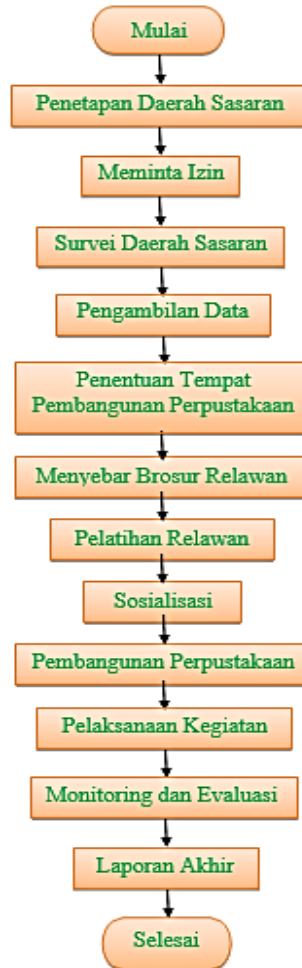 Mulai
Penetapan Daerah Sasaran
Meminta Izin
Survei Daerah Sasaran
Pengambilan Data
Penentuan Tempat
Pembangunan Perpustakaan
Menyebar Brosur Relawan
Pelatihan Relawan
Sosialisasi
Pembangunan Perpustakaan
Pelaksanaan Kegiatan
Monitoring dan Evaluasi
Laporan Akhir
Selesai